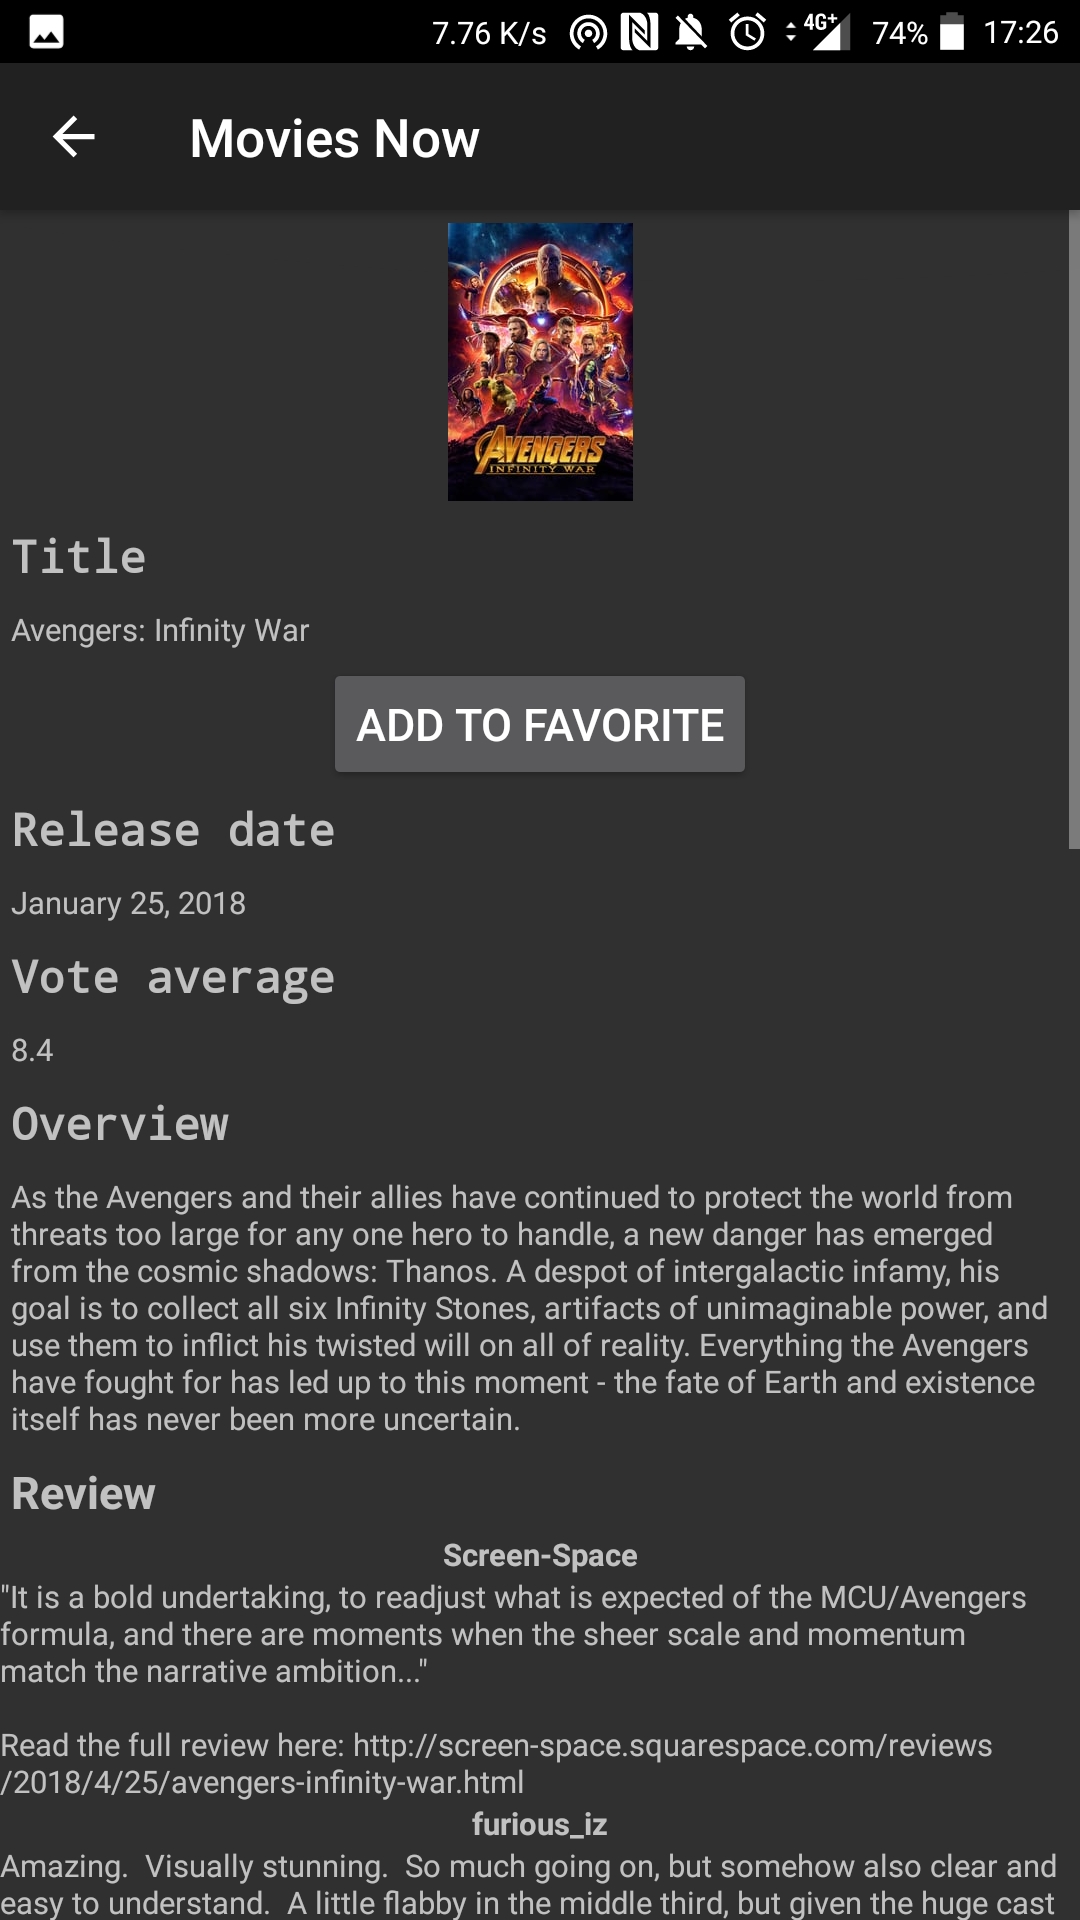 7.76 K/s 4G+ 74% 17:26
Movies Now
AVENGERS
INFINITY WAR
Title
Avengers: Infinity War
ADD TO FAVORITE
Release date
January 25, 2018
Vote average
8.4
Overview
As the Avengers and their allies have continued to protect the world from
threats too large for any one hero to handle, a new danger has emerged
from the cosmic shadows: Thanos. A despot of intergalactic infamy, his
goal is to collect all six Infinity Stones, artifacts of unimaginable power, and
use them to inflict his twisted will on all of reality. Everything the Avengers
have fought for has led up to this moment - the fate of Earth and existence
itself has never been more uncertain.
Review
Screen-Space
"It is a bold undertaking, to readjust what is expected of the MCU/Avengers
formula, and there are moments when the sheer scale and momentum
match the narrative ambition..."
Read the full review here: http://screen-space.squarespace.com/reviews
/2018/4/25/avengers-infinity-war.html
furious_iz
Amazing.  Visually stunning.  So much going on, but somehow also clear and
easy to understand.  A little flabby in the middle third, but given the huge cast